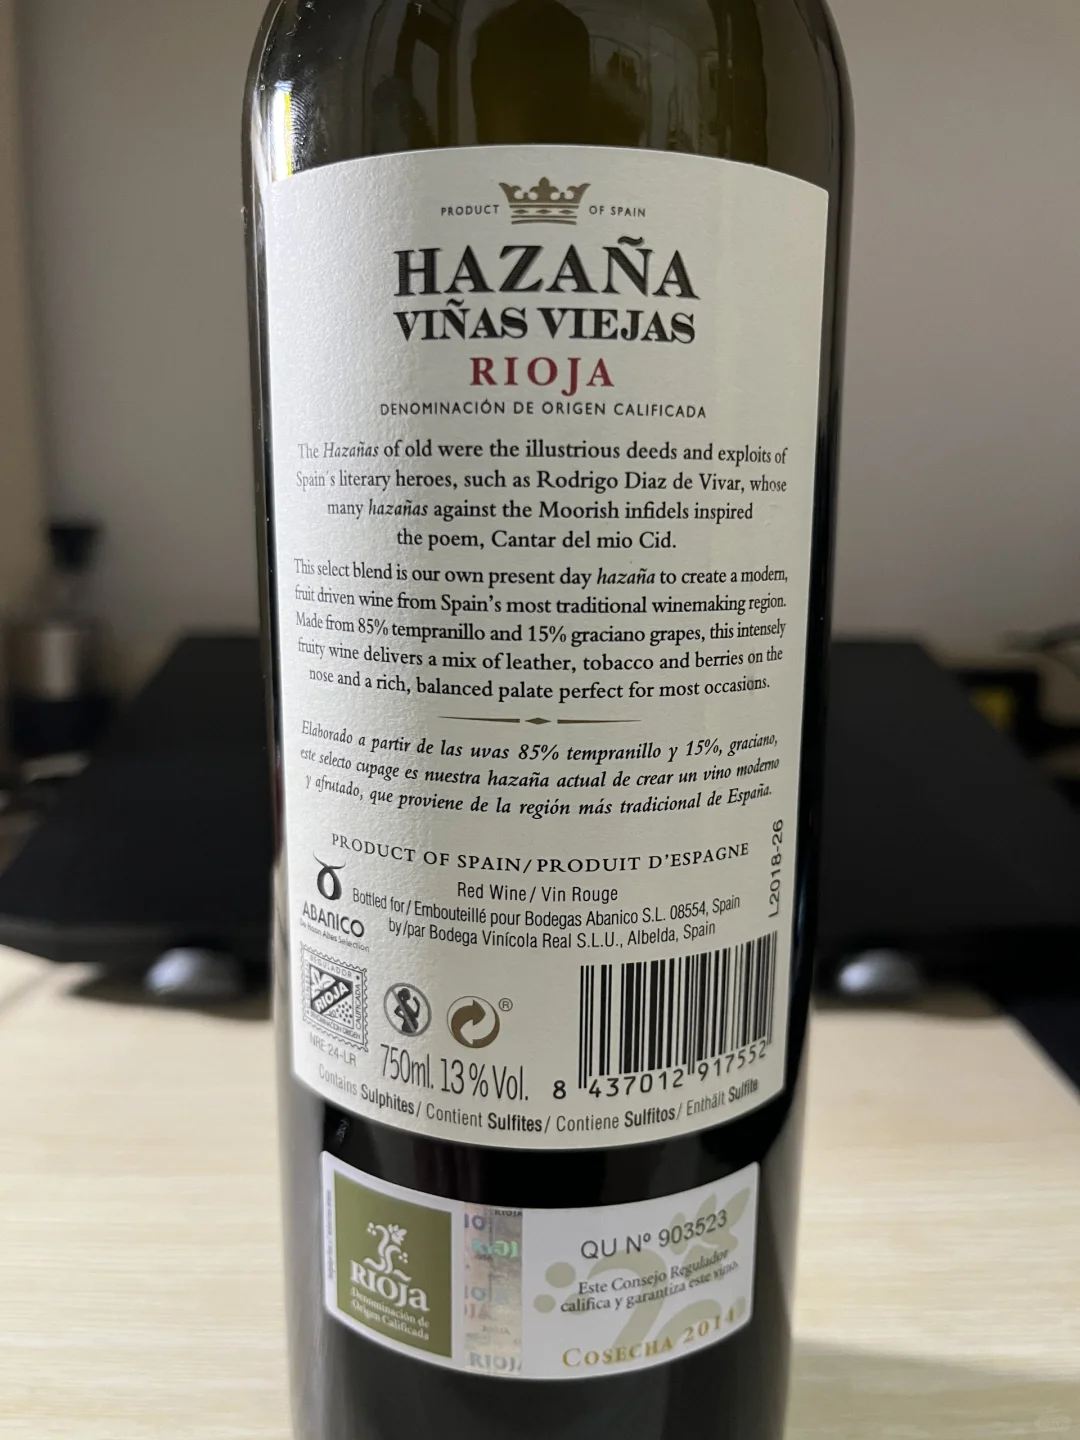 PRODUCT OF SPAIN
HAZAÑA
VIÑAS VIEJAS
RIOJA
DENOMINACIÓN DE ORIGEN CALIFICADA
The Hazañas of old were the illustrious deeds and exploits of
Spain's literary heroes, such as Rodrigo Diaz de Vivar, whose
many hazañas against the Moorish infidels inspired
the poem, Cantar del mio Cid.
This select blend is our own present day hazaña to create a modern,
fruit driven wine from Spain's most traditional winemaking region.
Made from 85% tempranillo and 15% graciano grapes, this intensely
fruity wine delivers a mix of leather, tobacco and berries on the
nose and a rich, balanced palate perfect for most occasions.
Elaborado a partir de las uvas 85% tempranillo y 15%, graciano,
este selecto cupage es nuestra hazaña actual de crear un vino moderno
y afrutado, que proviene de la región más tradicional de España.
PRODUCT OF SPAIN/PRODUIT D'ESPAGNE
Red Wine/Vin Rouge
Bottled for/Embouteillé pour Bodegas Abanico S.L. 08554, Spain
by/par Bodega Vinícola Real S.L.U., Albelda, Spain
L2018-26
ABANICO
Selection
REGULADOR
RIOJA
CALIFICADA
DENOMINACION ORIGEN
NRE 24-LR
®
750ml. 13%Vol.
8 437012 917552
Contains Sulphites/Contient Sulfites/Contiene Sulfitos/Enthält Sulfite
RIOJA
Denominación de
Origen Calificada
RIOJA
QU Nº 903523
Este Consejo Regulador
califica y garantiza este vino.
COSECHA 2014